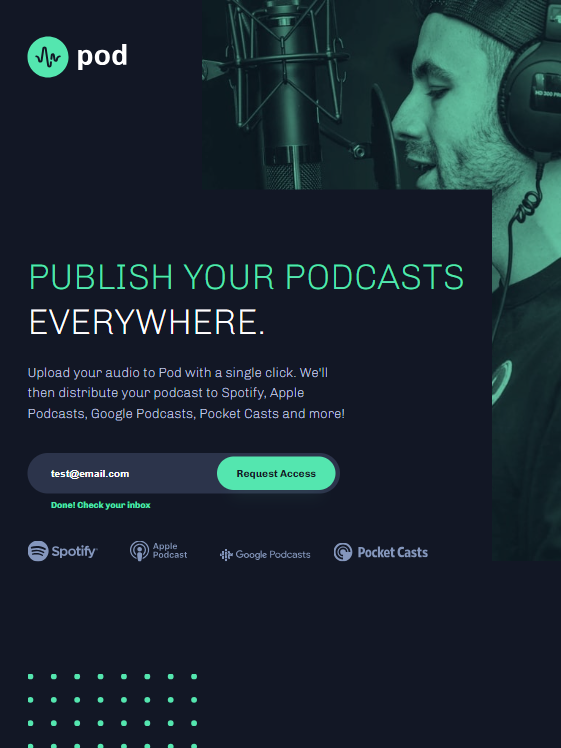 pod
PUBLISH YOUR PODCASTS
EVERYWHERE.
Upload your audio to Pod with a single click. We'll
then distribute your podcast to Spotify, Apple
Podcasts, Google Podcasts, Pocket Casts and more!
test@email.com
Request Access
Done! Check your inbox
Spotify
Apple
Podcast
Google Podcasts
Pocket Casts